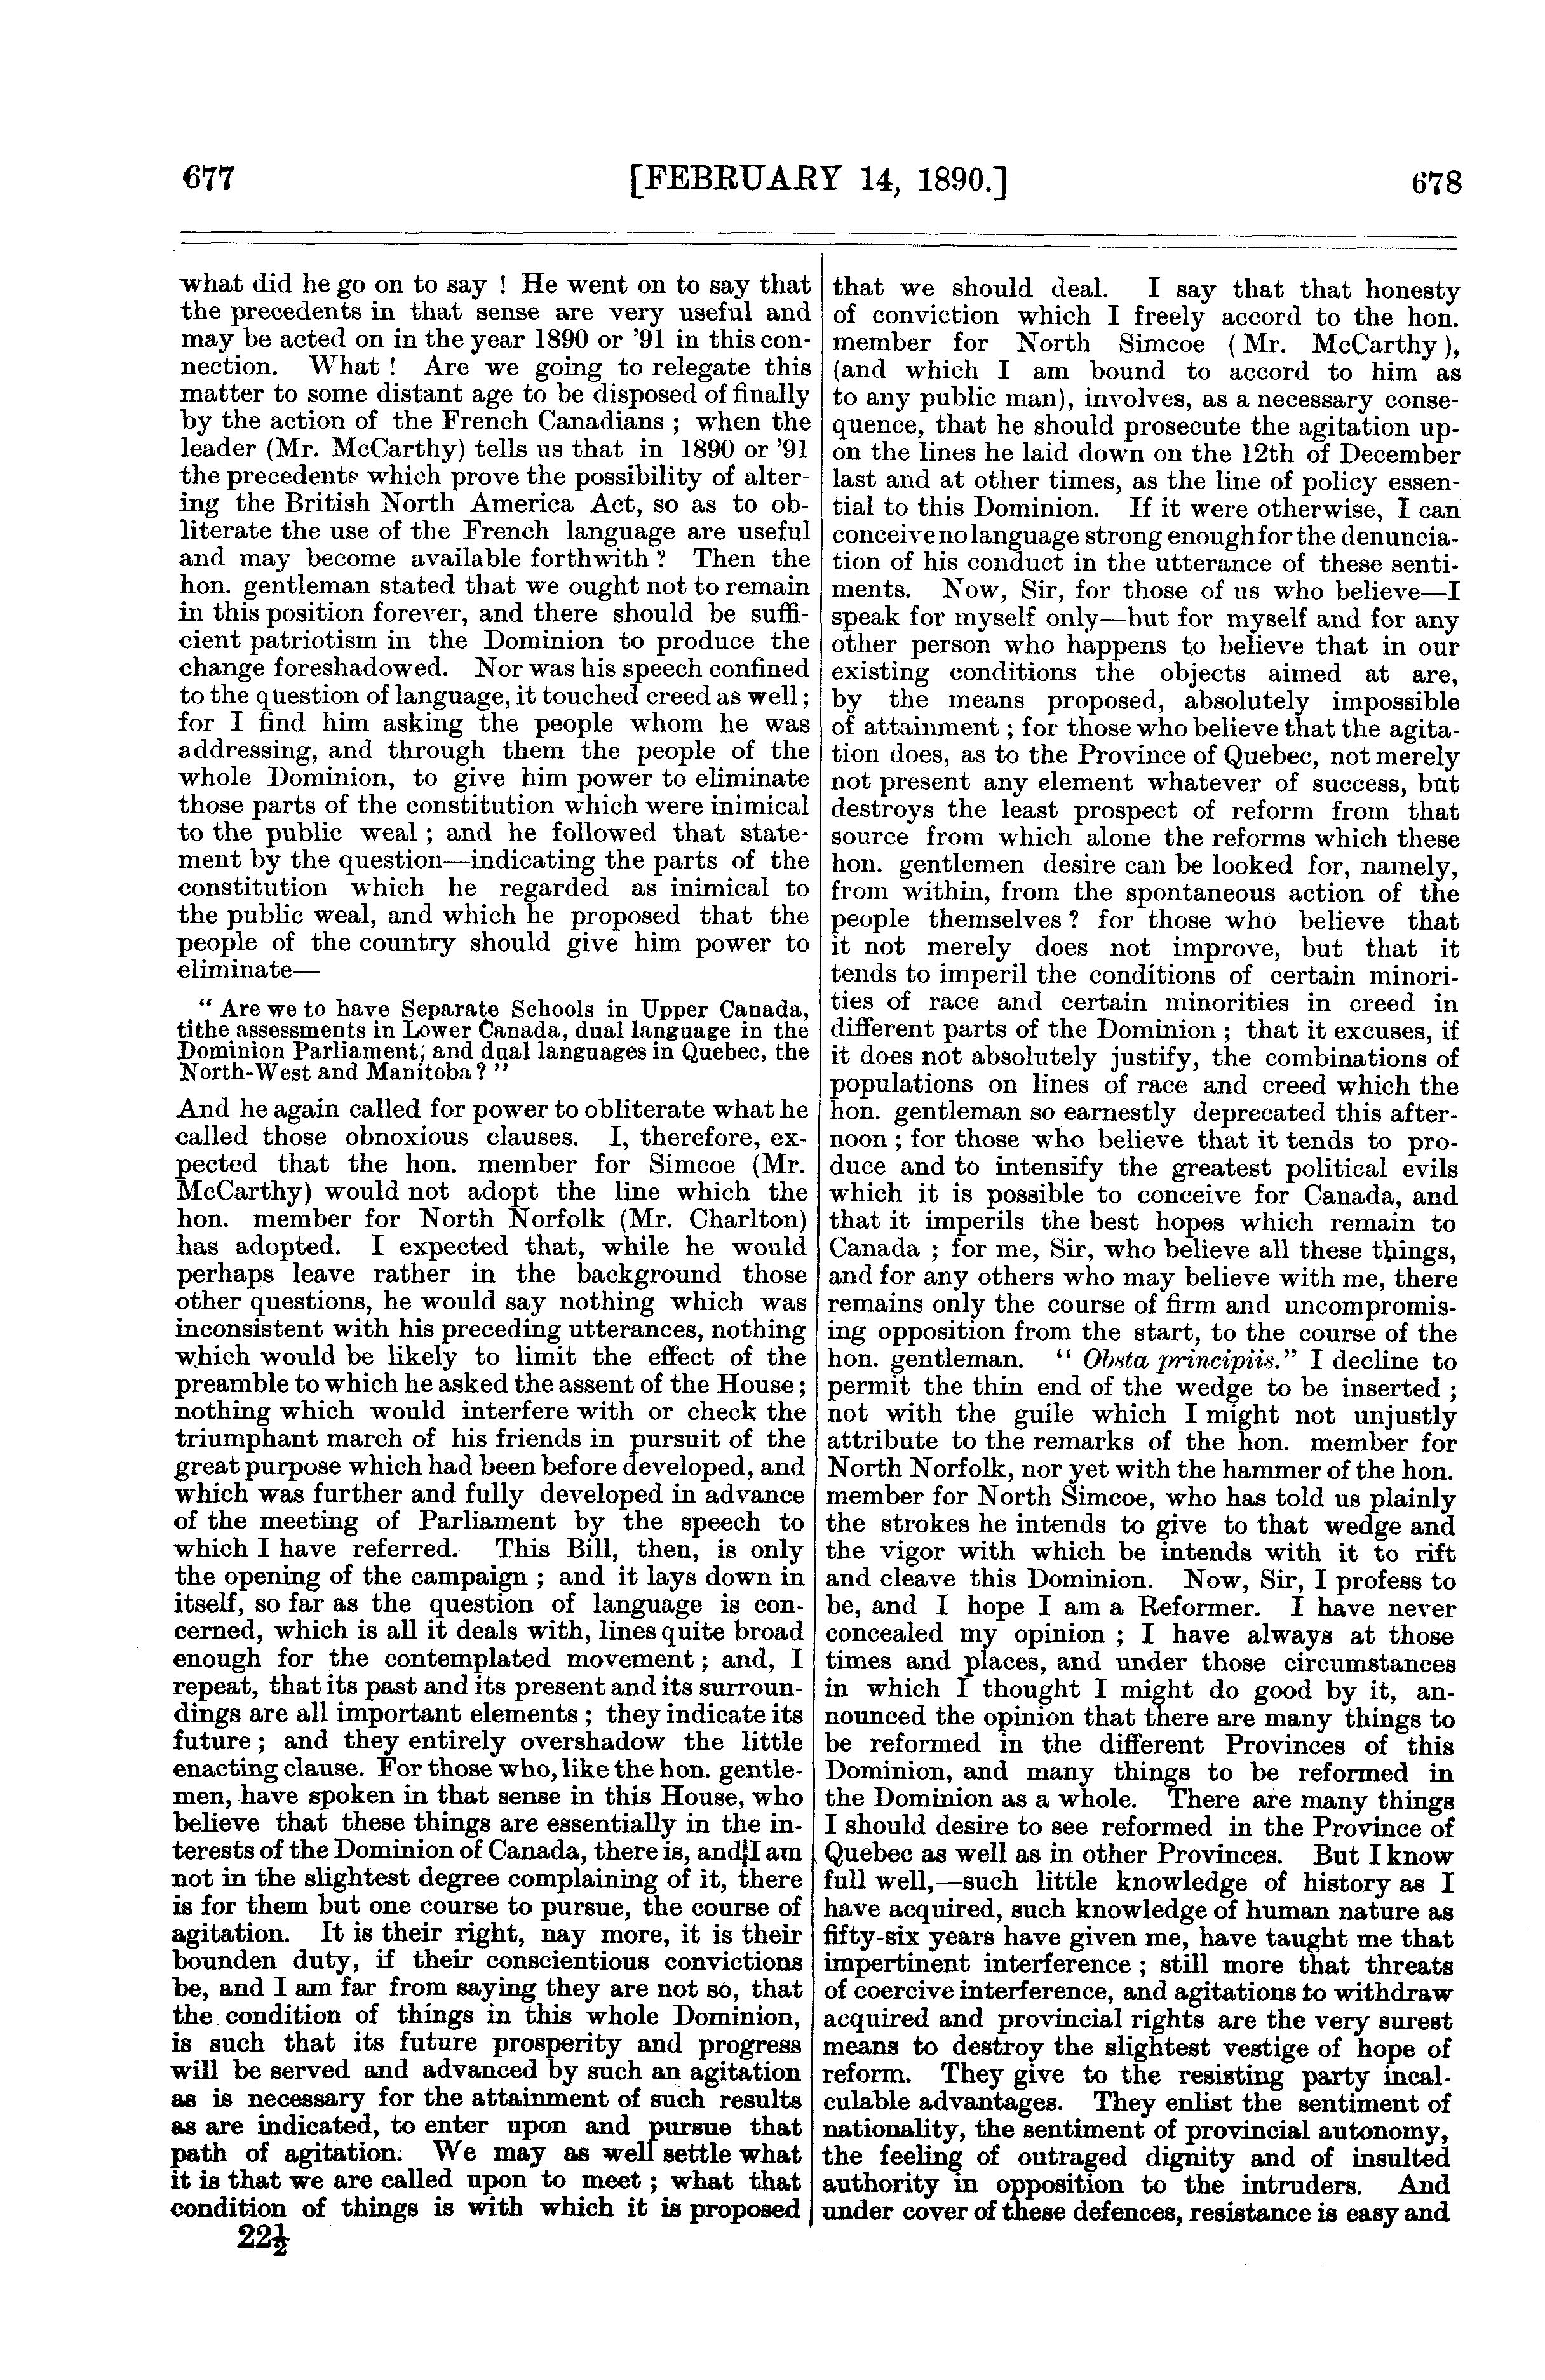 677
[FEBRUARY 14, 1890.]
678
what did he go on to say ! He went on to say that
the precedents in that sense are very useful and
may be acted on in the year 1890 or '91 in this con-
nection. What ! Are we going to relegate this
matter to some distant age to be disposed of finally
by the action of the French Canadians ; when the
leader (Mr. McCarthy) tells us that in 1890 or '91
the precedents which prove the possibility of alter-
ing the British North America Act, so as to ob-
literate the use of the French language are useful
and may become available forthwith ? Then the
hon. gentleman stated that we ought not to remain
in this position forever, and there should be suffi-
cient patriotism in the Dominion to produce the
change foreshadowed. Nor was his speech confined
to the question of language, it touched creed as well ;
for I find him asking the people whom he was
addressing, and through them the people of the
whole Dominion, to give him power to eliminate
those parts of the constitution which were inimical
to the public weal ; and he followed that state-
ment by the question—indicating the parts of the
constitution which he regarded as inimical to
the public weal, and which he proposed that the
people of the country should give him power to
eliminate—
" Are we to have Separate Schools in Upper Canada,
tithe assessments in Lower Canada, dual language in the
Dominion Parliament, and dual languages in Quebec, the
North-West and Manitoba ? "
And he again called for power to obliterate what he
called those obnoxious clauses. I, therefore, ex-
pected that the hon. member for Simcoe (Mr.
McCarthy) would not adopt the line which the
hon. member for North Norfolk (Mr. Charlton)
has adopted. I expected that, while he would
perhaps leave rather in the background those
other questions, he would say nothing which was
inconsistent with his preceding utterances, nothing
which would be likely to limit the effect of the
preamble to which he asked the assent of the House ;
nothing which would interfere with or check the
triumphant march of his friends in pursuit of the
great purpose which had been before developed, and
which was further and fully developed in advance
of the meeting of Parliament by the speech to
which I have referred. This Bill, then, is only
the opening of the campaign ; and it lays down in
itself, so far as the question of language is con-
cerned, which is all it deals with, lines quite broad
enough for the contemplated movement ; and, I
repeat, that its past and its present and its surroun-
dings are all important elements ; they indicate its
future ; and they entirely overshadow the little
enacting clause. For those who, like the hon. gentle-
men, have spoken in that sense in this House, who
believe that these things are essentially in the in-
terests of the Dominion of Canada, there is, and I am
not in the slightest degree complaining of it, there
is for them but one course to pursue, the course of
agitation. It is their right, nay more, it is their
bounden duty, if their conscientious convictions
be, and I am far from saying they are not so, that
the condition of things in this whole Dominion,
is such that its future prosperity and progress
will be served and advanced by such an agitation
as is necessary for the attainment of such results
as are indicated, to enter upon and pursue that
path of agitation. We may as well settle what
it is that we are called upon to meet ; what that
condition of things is with which it is proposed
22½
that we should deal. I say that that honesty
of conviction which I freely accord to the hon.
member for North Simcoe (Mr. McCarthy),
(and which I am bound to accord to him as
to any public man), involves, as a necessary conse-
quence, that he should prosecute the agitation up-
on the lines he laid down on the 12th of December
last and at other times, as the line of policy essen-
tial to this Dominion. If it were otherwise, I can
conceive no language strong enough for the denuncia-
tion of his conduct in the utterance of these senti-
ments. Now, Sir, for those of us who believe—I
speak for myself only—but for myself and for any
other person who happens to believe that in our
existing conditions the objects aimed at are,
by the means proposed, absolutely impossible
of attainment ; for those who believe that the agita-
tion does, as to the Province of Quebec, not merely
not present any element whatever of success, but
destroys the least prospect of reform from that
source from which alone the reforms which these
hon. gentlemen desire can be looked for, namely,
from within, from the spontaneous action of the
people themselves ? for those who believe that
it not merely does not improve, but that it
tends to imperil the conditions of certain minori-
ties of race and certain minorities in creed in
different parts of the Dominion ; that it excuses, if
it does not absolutely justify, the combinations of
populations on lines of race and creed which the
hon. gentleman so earnestly deprecated this after-
noon ; for those who believe that it tends to pro-
duce and to intensify the greatest political evils
which it is possible to conceive for Canada, and
that it imperils the best hopes which remain to
Canada ; for me, Sir, who believe all these things,
and for any others who may believe with me, there
remains only the course of firm and uncompromis-
ing opposition from the start, to the course of the
hon. gentleman. " Obsta principiis." I decline to
permit the thin end of the wedge to be inserted ;
not with the guile which I might not unjustly
attribute to the remarks of the hon. member for
North Norfolk, nor yet with the hammer of the hon.
member for North Simcoe, who has told us plainly
the strokes he intends to give to that wedge and
the vigor with which be intends with it to rift
and cleave this Dominion. Now, Sir, I profess to
be, and I hope I am a Reformer. I have never
concealed my opinion ; I have always at those
times and places, and under those circumstances
in which I thought I might do good by it, an-
nounced the opinion that there are many things to
be reformed in the different Provinces of this
Dominion, and many things to be reformed in
the Dominion as a whole. There are many things
I should desire to see reformed in the Province of
Quebec as well as in other Provinces. But I know
full well,—such little knowledge of history as I
have acquired, such knowledge of human nature as
fifty-six years have given me, have taught me that
impertinent interference ; still more that threats
of coercive interference, and agitations to withdraw
acquired and provincial rights are the very surest
means to destroy the slightest vestige of hope of
reform. They give to the resisting party incal-
culable advantages. They enlist the sentiment of
nationality, the sentiment of provincial autonomy,
the feeling of outraged dignity and of insulted
authority in opposition to the intruders. And
under cover of these defences, resistance is easy and